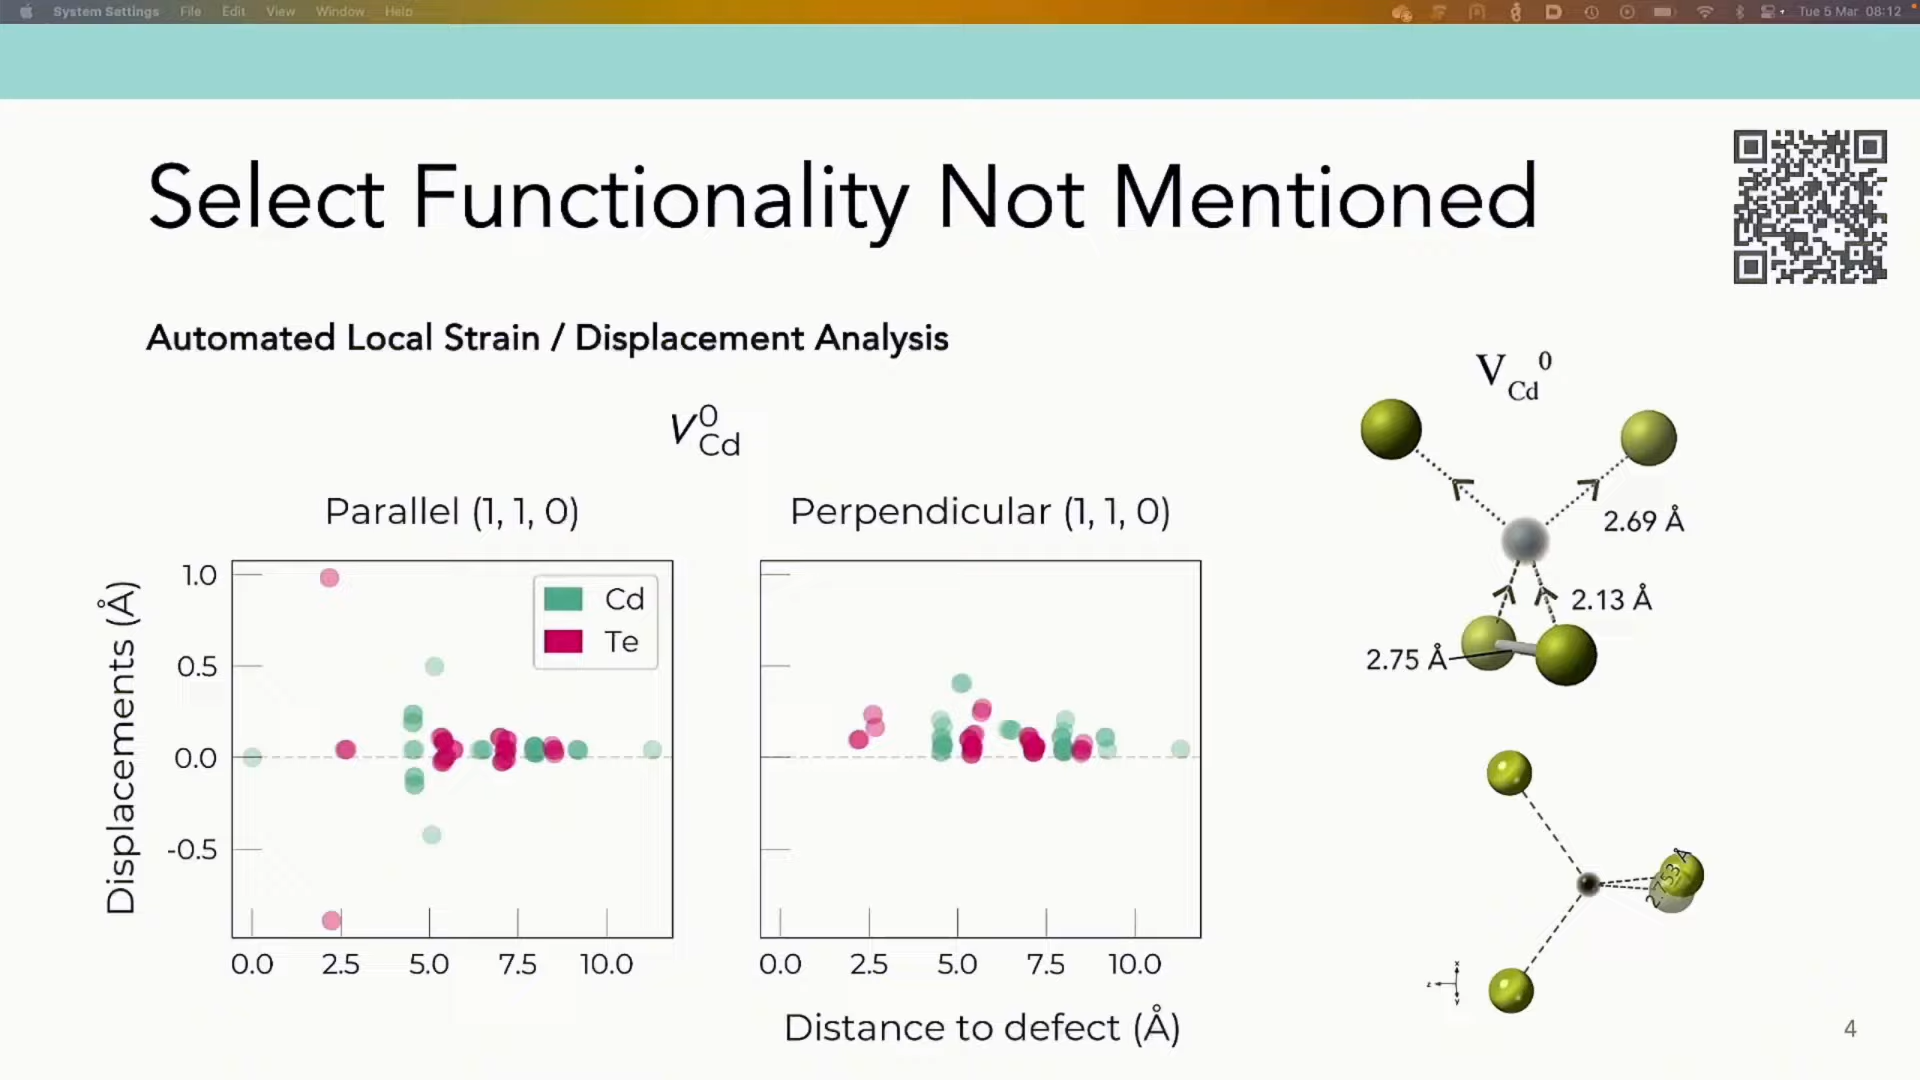 System Settings File Edit View Window Help Tue 5 Mar 08:12
Select Functionality Not Mentioned
Automated Local Strain / Displacement Analysis
V⁰Cd
Parallel (1, 1, 0)
Perpendicular (1, 1, 0)
Displacements (Å)
1.0
0.5
0.0
-0.5
Cd
Te
0.0 2.5 5.0 7.5 10.0
0.0 2.5 5.0 7.5 10.0
Distance to defect (Å)
VCd⁰
2.69 Å
2.13 Å
2.75 Å
2.753 Å
x
z
y
4